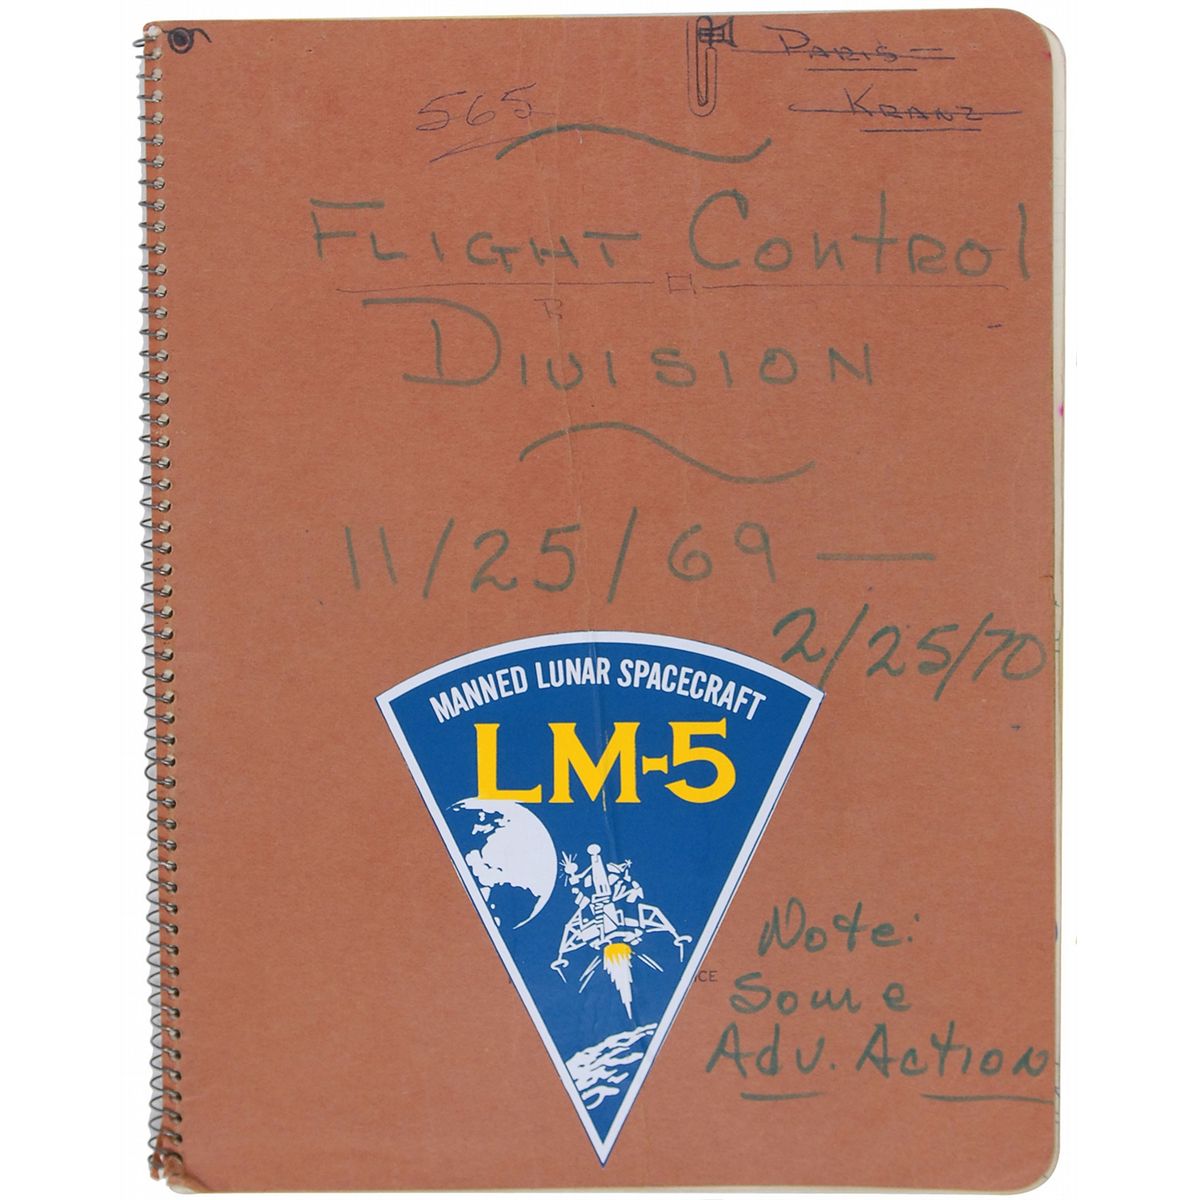 Paris
Kranz
565
Flight Control
Division
11/25/69 —
2/25/70
MANNED LUNAR SPACECRAFT
LM-5
Note:
Some
Adv. Action